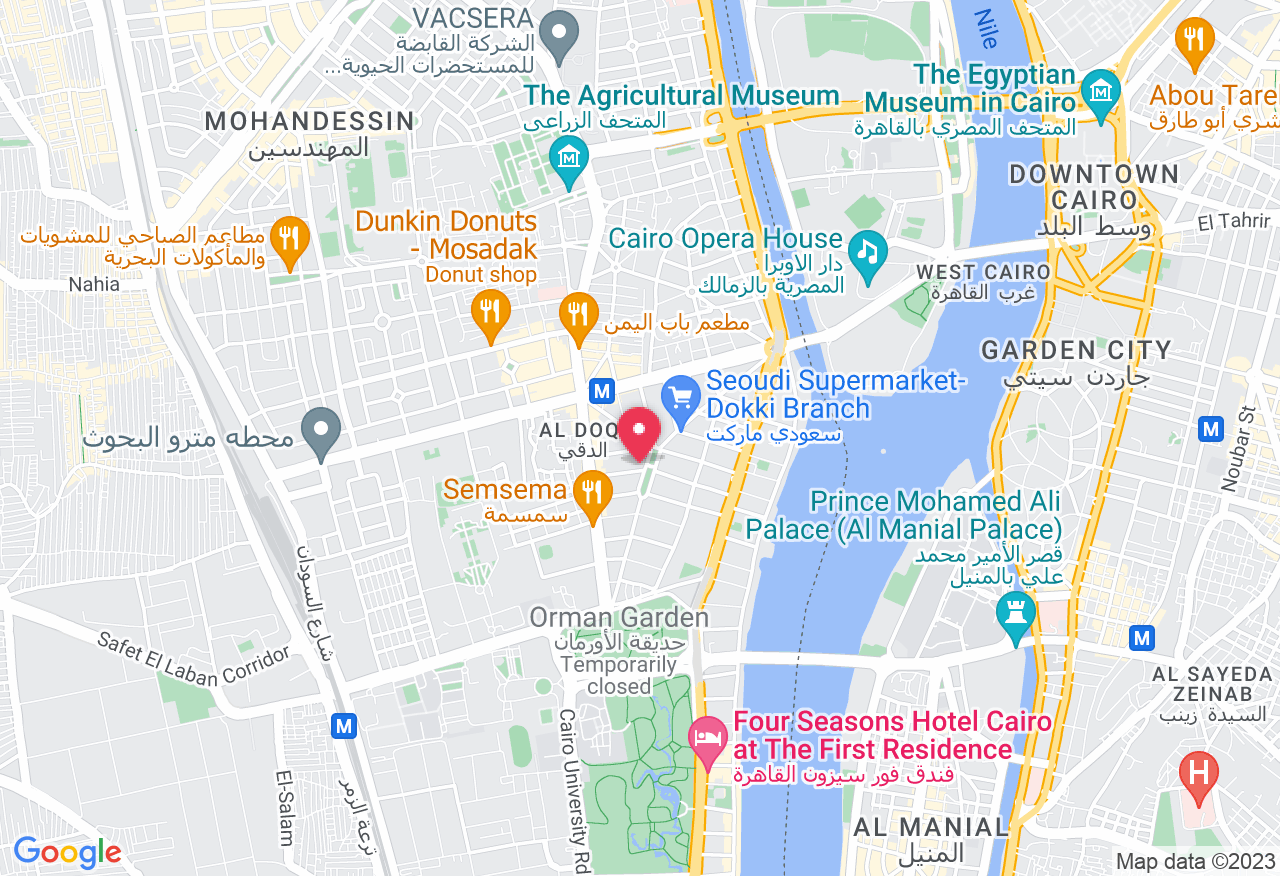 VACSERA
الشركة القابضة
للمستحضرات الحيوية...
Nile
The Egyptian
Museum in Cairo
المتحف المصري بالقاهرة
Abou Tare
شري أبو طارق
The Agricultural Museum
المتحف الزراعى
MOHANDESSIN
المهندسين
DOWNTOWN
CAIRO
وسط البلد
El Tahrir
Dunkin Donuts
- Mosadak
Donut shop
مطاعم الصباحي للمشويات
والمأكولات البحرية
Nahia
Cairo Opera House
دار الاوبرا
المصرية بالزمالك
WEST CAIRO
غرب القاهرة
مطعم باب اليمن
GARDEN CITY
جاردن سيتي
M
Seoudi Supermarket-
Dokki Branch
سعودي ماركت
AL DOQ
الدقي
محطه مترو البحوث
M
Noubar St
Semsema
سمسمة
Prince Mohamed Ali
Palace (Al Manial Palace)
قصر الأمير محمد
علي بالمنيل
شارع السودان
Orman Garden
حديقة الأورمان
Temporarily
closed
Safet El Laban Corridor
M
AL SAYEDA
ZEINAB
السيدة زينب
M
Cairo University Rd
Four Seasons Hotel Cairo
at The First Residence
فندق فور سيزون القاهرة
H
El-Salam
ترعة الزمر
AL MANIAL
المنيل
Google
Map data ©2023